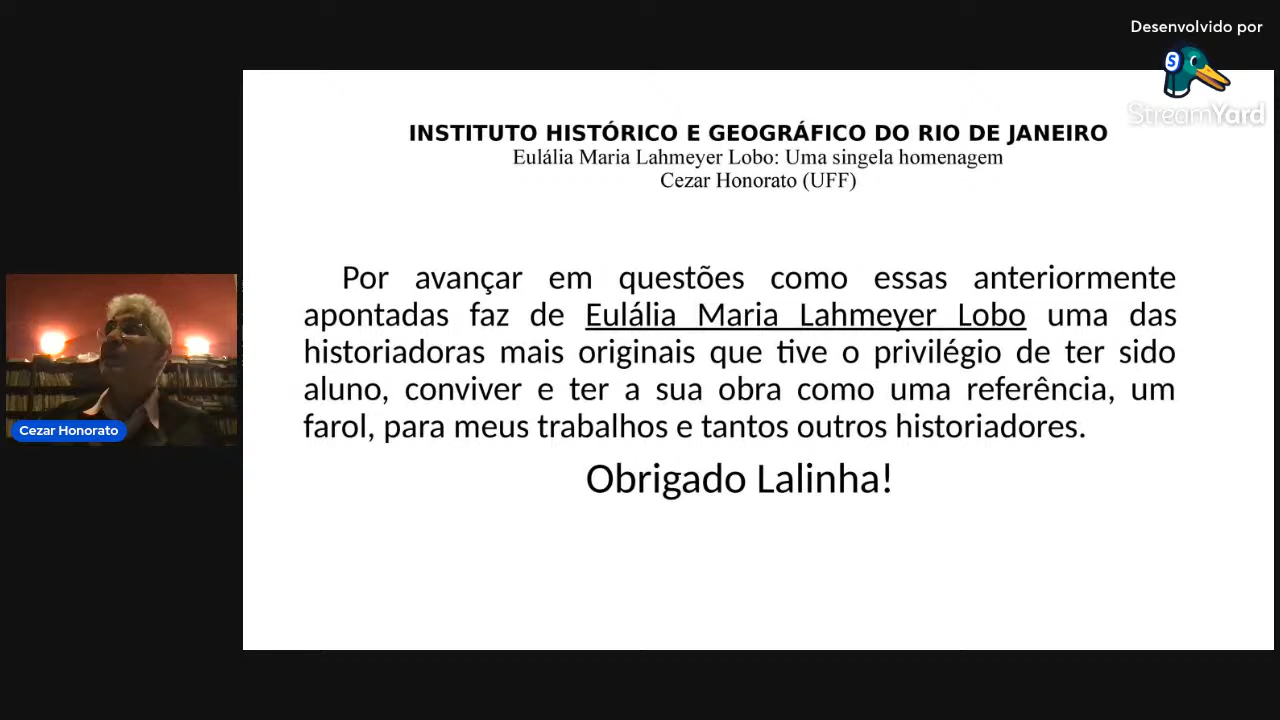 Desenvolvido por
S
StreamYard
INSTITUTO HISTÓRICO E GEOGRÁFICO DO RIO DE JANEIRO
Eulália Maria Lahmeyer Lobo: Uma singela homenagem
Cezar Honorato (UFF)
Por avançar em questões como essas anteriormente
apontadas faz de Eulália Maria Lahmeyer Lobo uma das
historiadoras mais originais que tive o privilégio de ter sido
aluno, conviver e ter a sua obra como uma referência, um
farol, para meus trabalhos e tantos outros historiadores.
Obrigado Lalinha!
Cezar Honorato